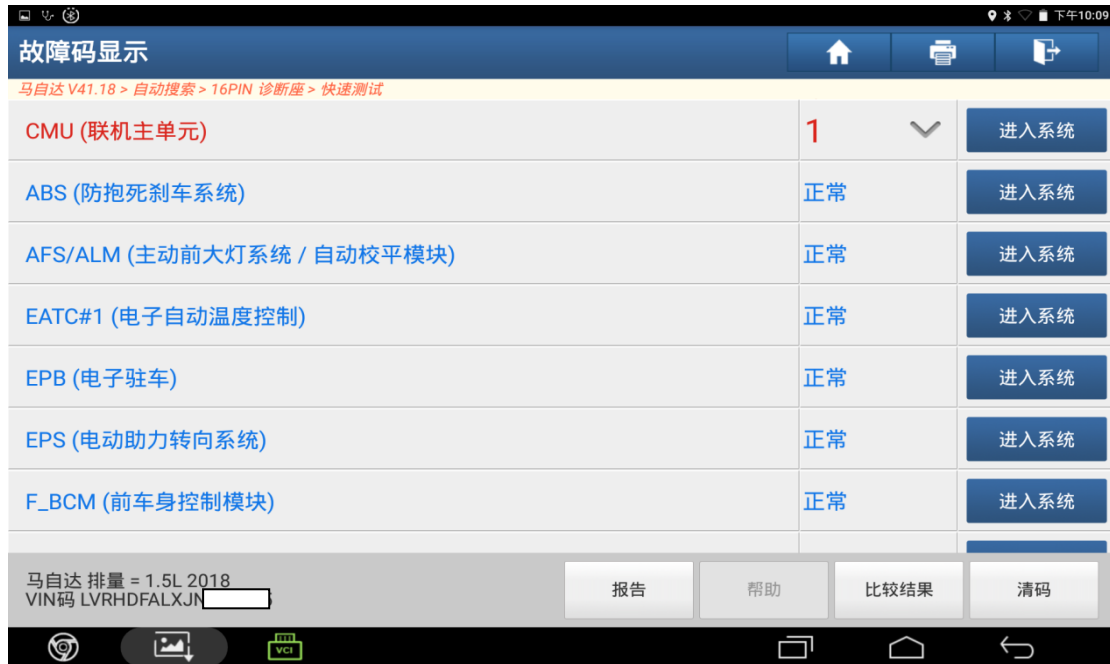 下午10:09
故障码显示
马自达 V41.18 > 自动搜索 > 16PIN 诊断座 > 快速测试
CMU (联机主单元) 1 进入系统
ABS (防抱死刹车系统) 正常 进入系统
AFS/ALM (主动前大灯系统 / 自动校平模块) 正常 进入系统
EATC#1 (电子自动温度控制) 正常 进入系统
EPB (电子驻车) 正常 进入系统
EPS (电动助力转向系统) 正常 进入系统
F_BCM (前车身控制模块) 正常 进入系统
马自达 排量 = 1.5L 2018
VIN码 LVRHDFALXJN
报告 帮助 比较结果 清码
VCI